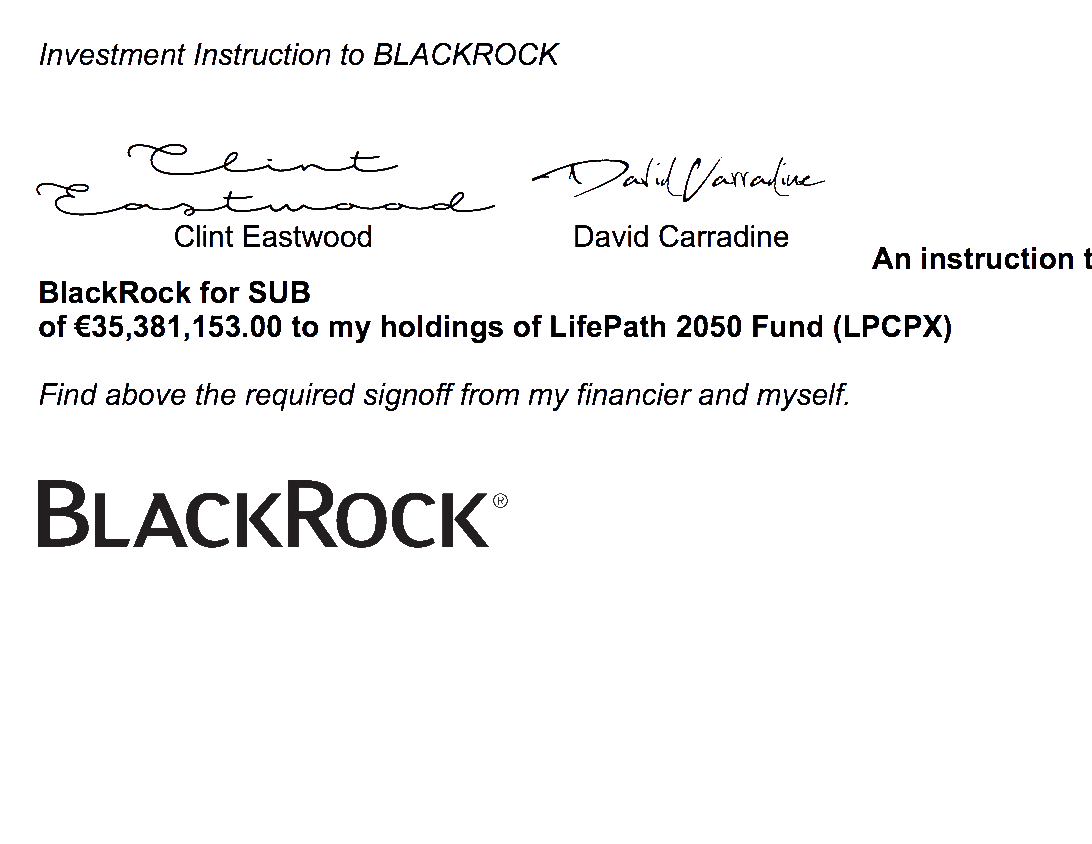 Investment Instruction to BLACKROCK
Clint David Carradine
Eastwood
Clint Eastwood David Carradine
An instruction t
BlackRock for SUB
of €35,381,153.00 to my holdings of LifePath 2050 Fund (LPCPX)
Find above the required signoff from my financier and myself.
BLACKROCK®